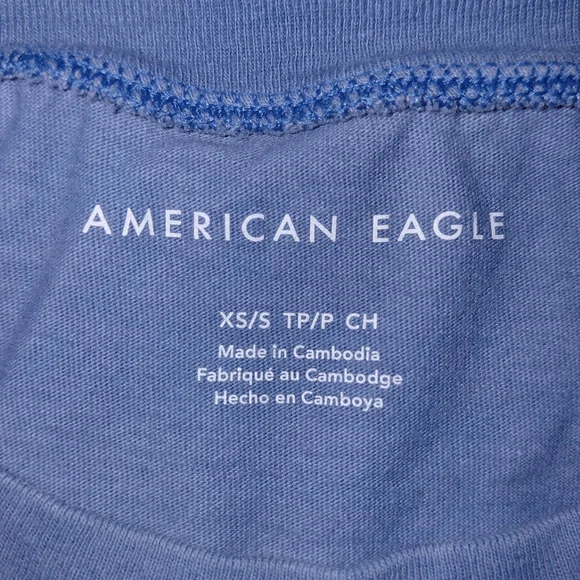 AMERICAN EAGLE
XS/S TP/P CH
Made in Cambodia
Fabriqué au Cambodge
Hecho en Camboya